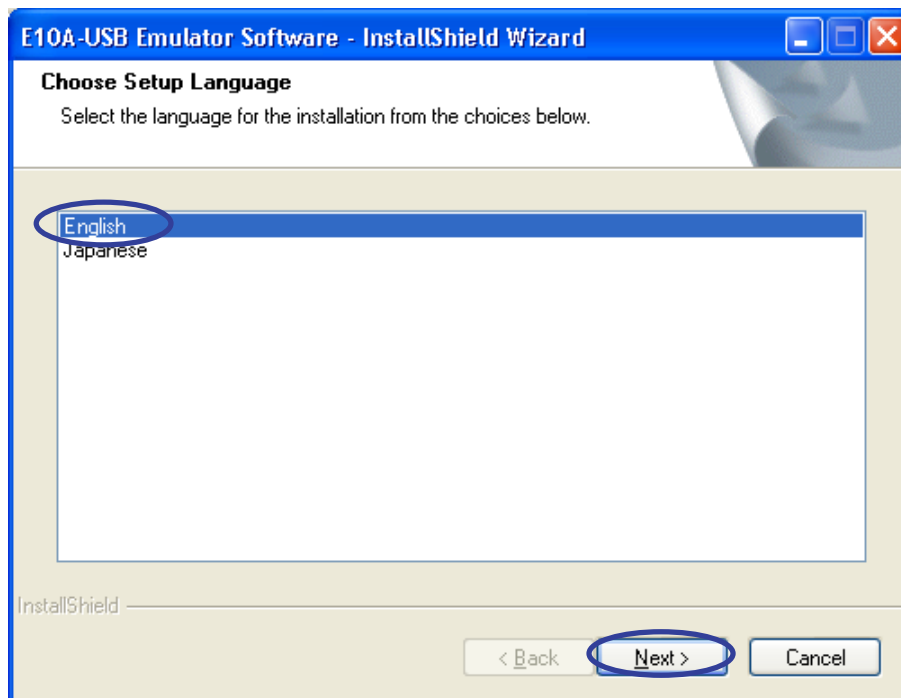 E10A-USB Emulator Software - InstallShield Wizard
Choose Setup Language
Select the language for the installation from the choices below.
English
Japanese
InstallShield
< Back
Next >
Cancel